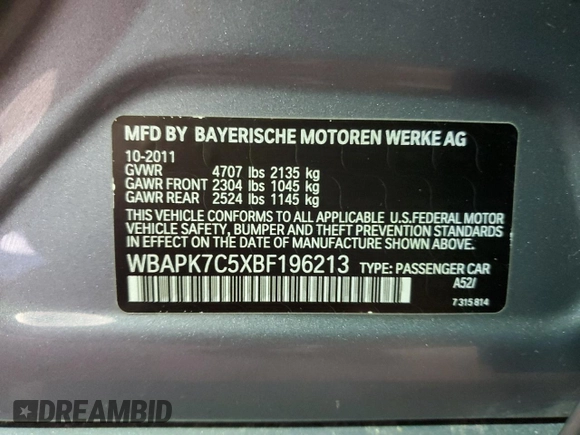 MFD BY BAYERISCHE MOTOREN WERKE AG
10-2011
GVWR 4707 lbs 2135 kg
GAWR FRONT 2304 lbs 1045 kg
GAWR REAR 2524 lbs 1145 kg
THIS VEHICLE CONFORMS TO ALL APPLICABLE U.S.FEDERAL MOTOR
VEHICLE SAFETY, BUMPER AND THEFT PREVENTION STANDARDS
IN EFFECT ON THE DATE OF MANUFACTURE SHOWN ABOVE.
WBAPK7C5XBF196213 TYPE: PASSENGER CAR
A52/
7 315 814
DREAMBID